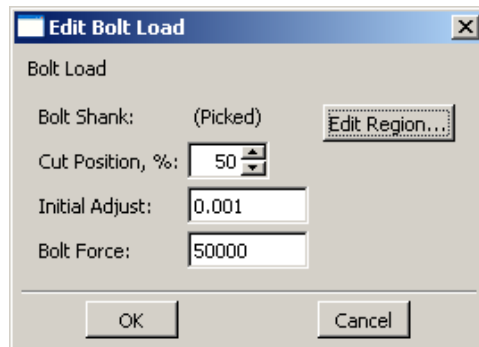 Edit Bolt Load
Bolt Load
Bolt Shank: (Picked) Edit Region...
Cut Position, %: 50
Initial Adjust: 0.001
Bolt Force: 50000
OK Cancel